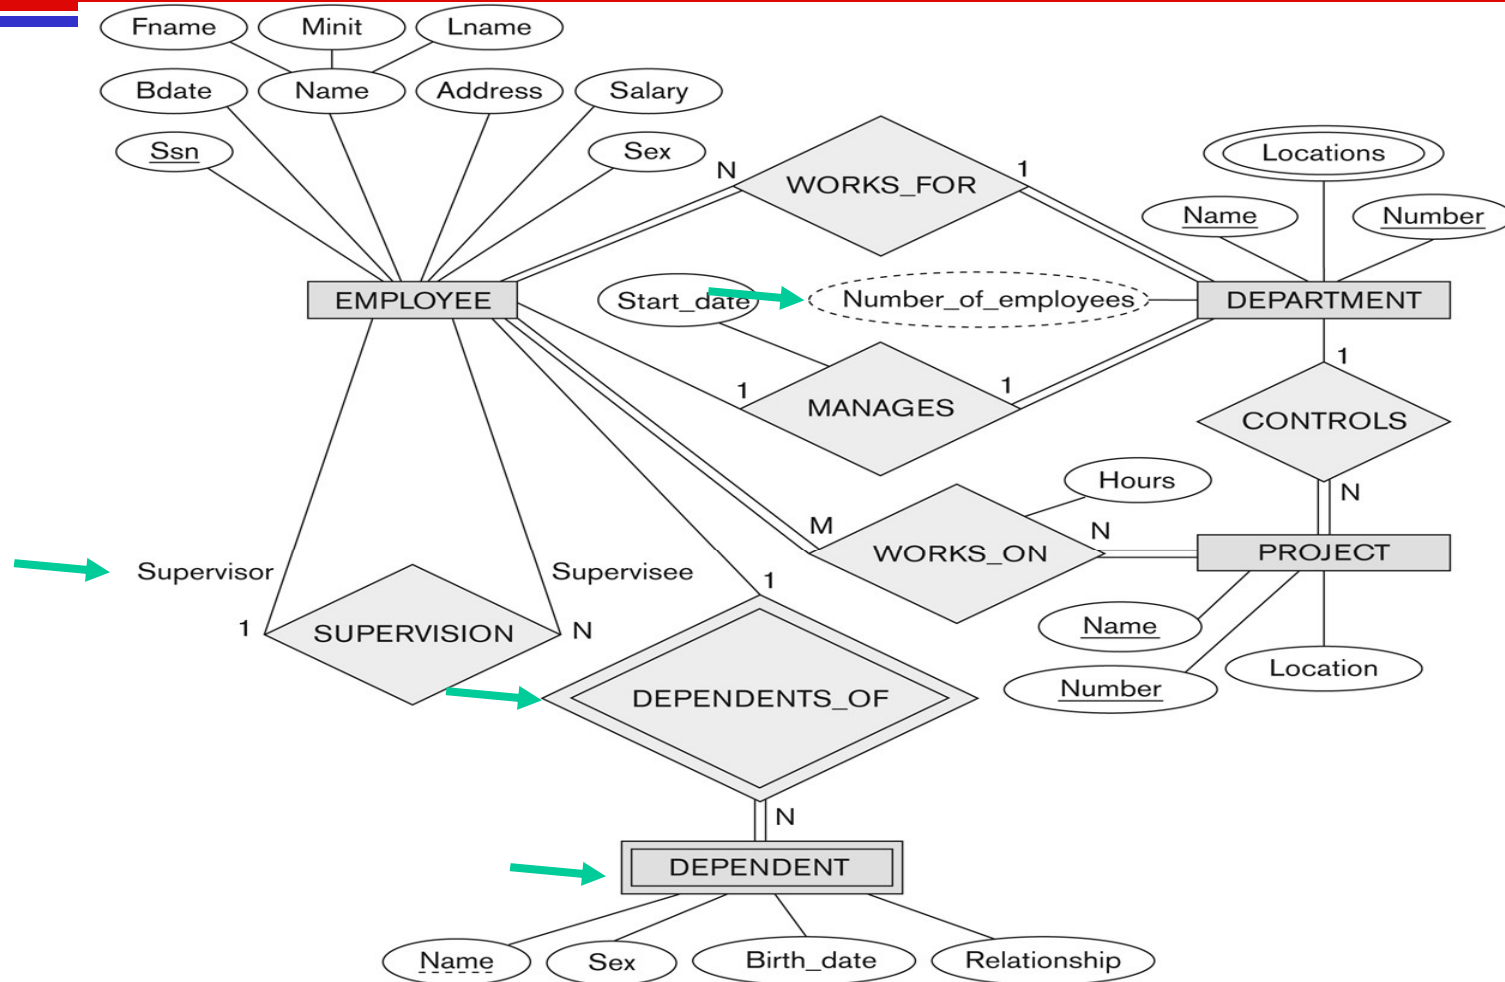 Fname Minit Lname
Bdate Name Address Salary
Ssn Sex
N WORKS_FOR 1
Locations
Name Number
EMPLOYEE Start_date Number_of_employees DEPARTMENT
1 MANAGES 1
1
CONTROLS
N
Hours
M WORKS_ON N PROJECT
Supervisor Supervisee
1 SUPERVISION N
1
Name
Number Location
DEPENDENTS_OF
N
DEPENDENT
Name Sex Birth_date Relationship